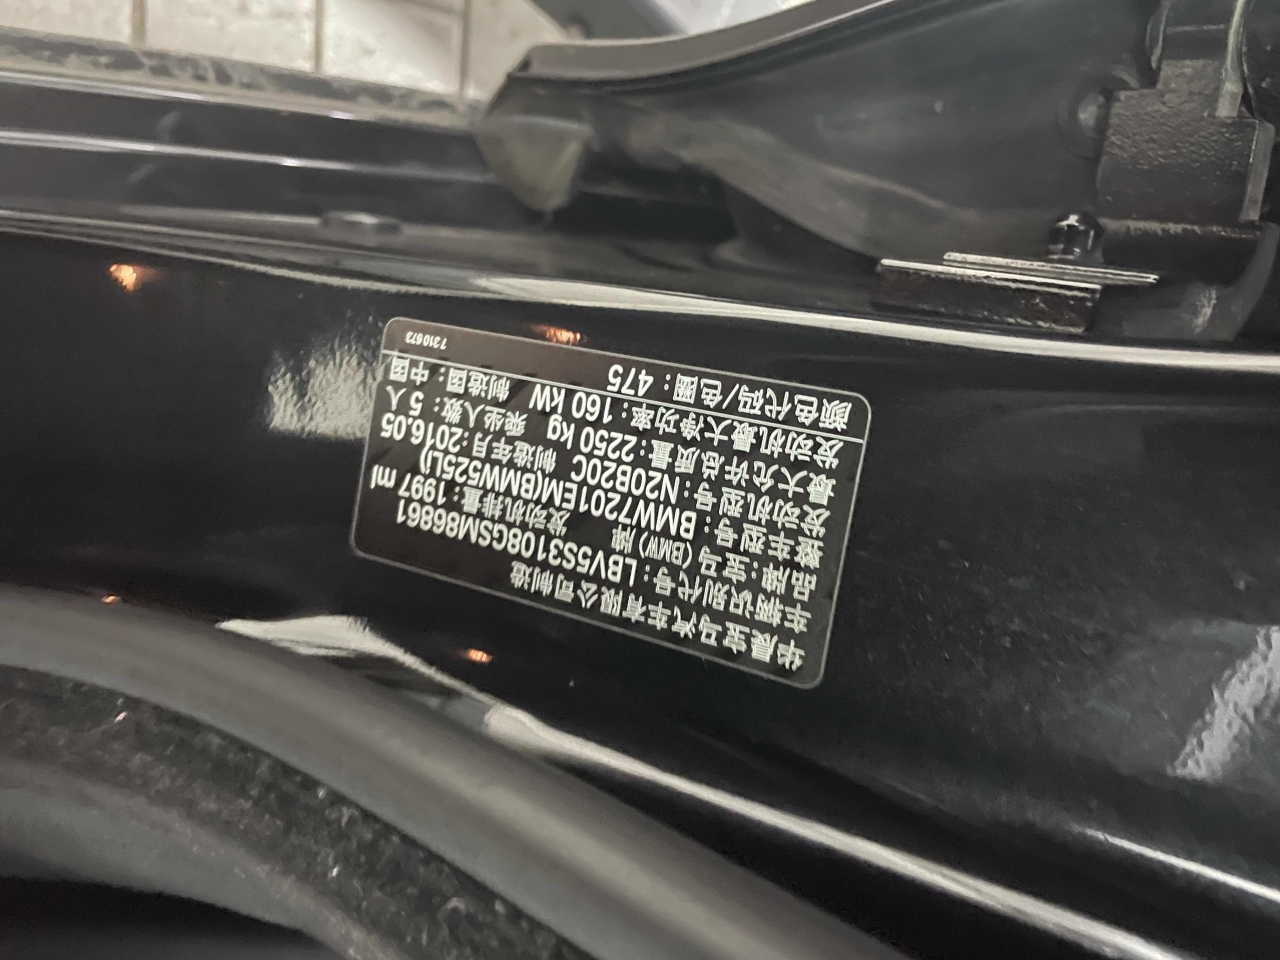 华晨宝马汽车有限公司制造
车辆识别代号：LBV5S3108GSM86861
品牌：宝马(BMW)牌 发动机排量：1997 ml
整车型号：BMW7201EM(BMW525Li)
发动机型号：N20B20C 制造年月：2016.05
最大允许总质量：2250 kg 乘坐人数：5 人
发动机最大净功率：160 kW 制造国：中国
颜色代码/色圈：475
7310673